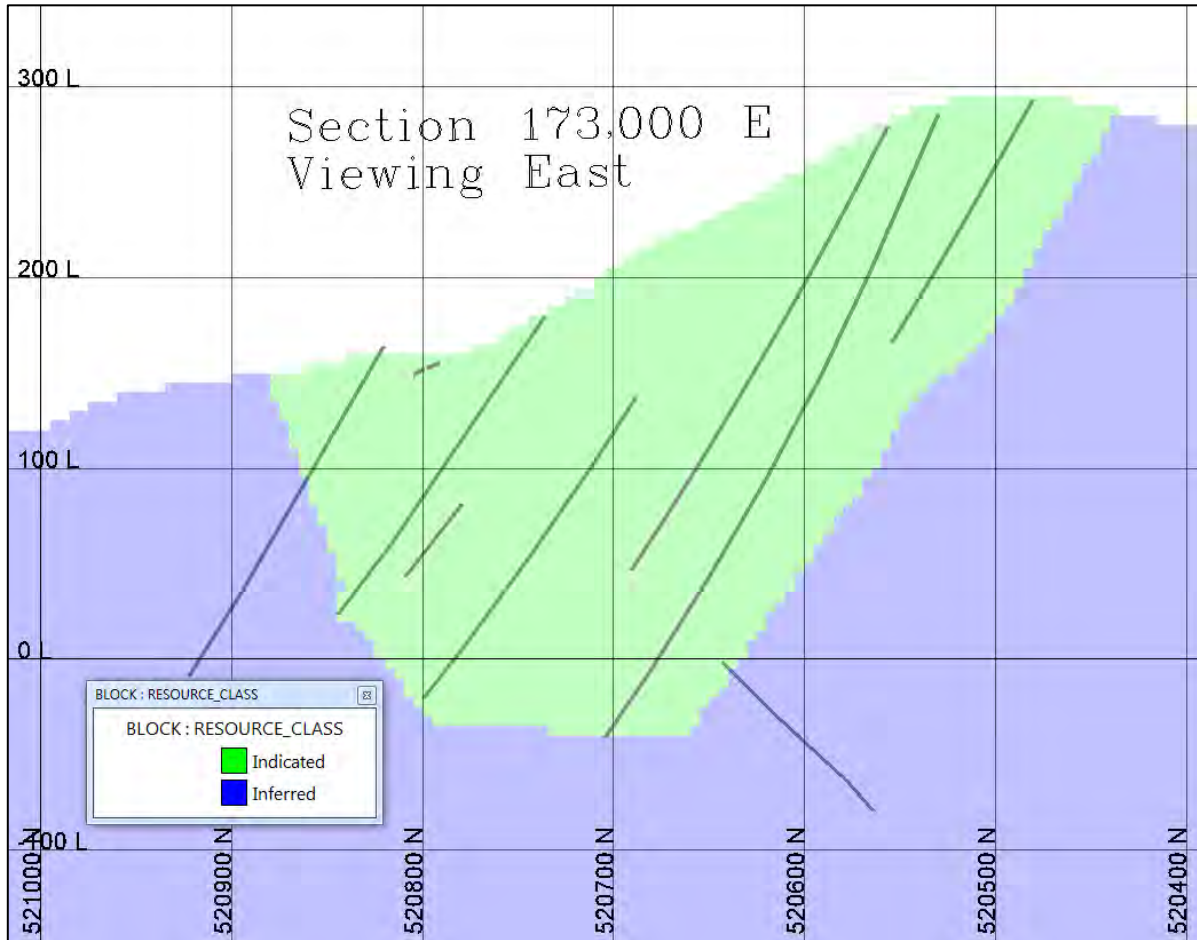 300 L
Section 173,000 E
Viewing East
200 L
100 L
0 L
BLOCK : RESOURCE_CLASS
BLOCK : RESOURCE_CLASS
Indicated
Inferred
-100 L
521000 N
520900 N
520800 N
520700 N
520600 N
520500 N
520400 N